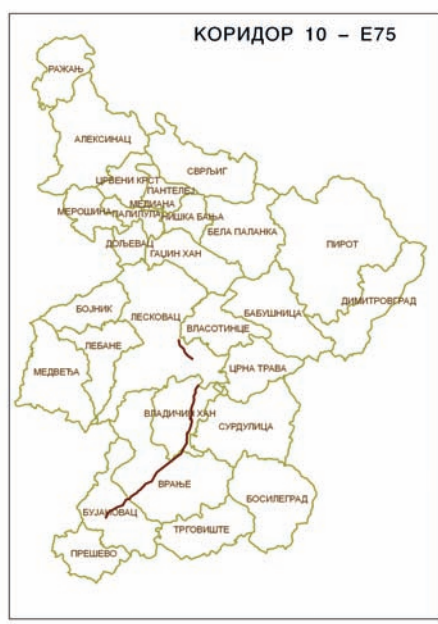 КОРИДОР 10 – Е75
РАЖАЊ
АЛЕКСИНАЦ
СВРЉИГ
ЦРВЕНИ КРСТ
ПАНТЕЛЕЈ
МЕДИАНА
МЕРОШИНА
ПАЛИЛУЛА
НИШКА БАЊА
БЕЛА ПАЛАНКА
ПИРОТ
ДОЉЕВАЦ
ГАЏИН ХАН
ДИМИТРОВГРАД
БОЈНИК
ЛЕСКОВАЦ
БАБУШНИЦА
ВЛАСОТИНЦЕ
ЛЕБАНЕ
МЕДВЕЂА
ЦРНА ТРАВА
ВЛАДИЧИН ХАН
СУРДУЛИЦА
ВРАЊЕ
БОСИЛЕГРАД
БУЈАНОВАЦ
ТРГОВИШТЕ
ПРЕШЕВО